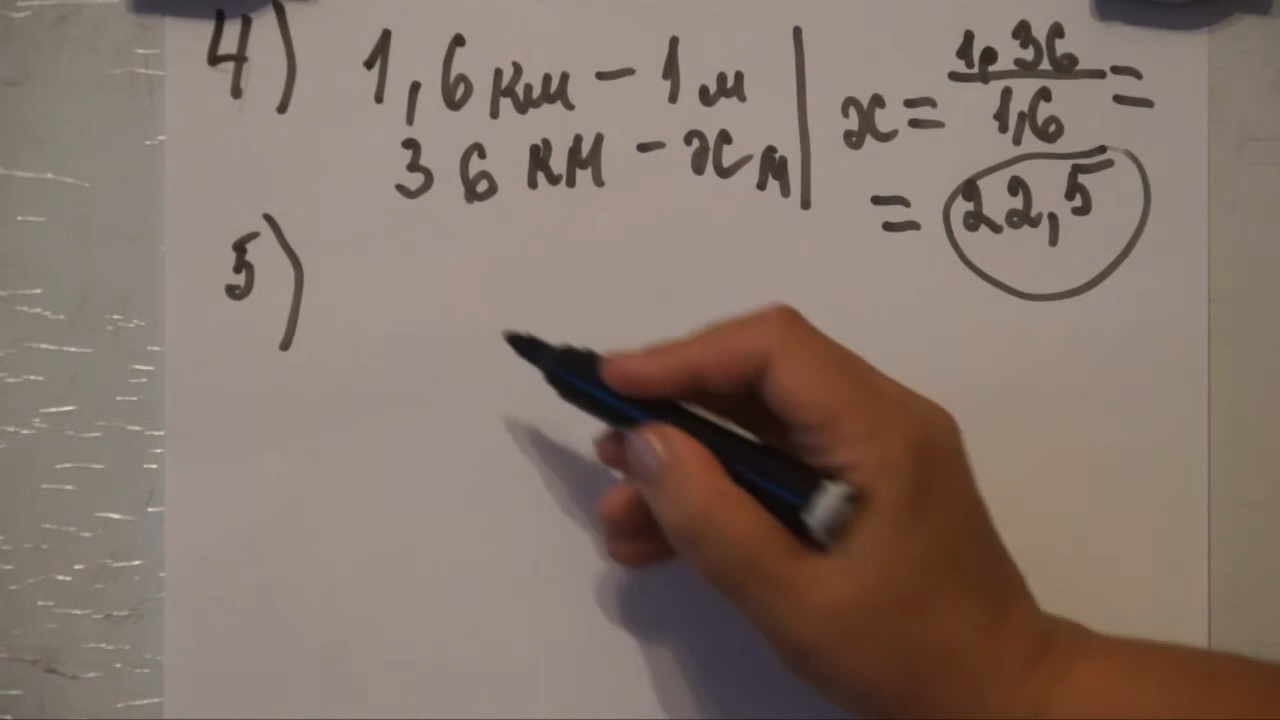 4) 1,6 км - 1 м | x = 1,36 / 1,6 =
36 км - x м | = 22,5
5)